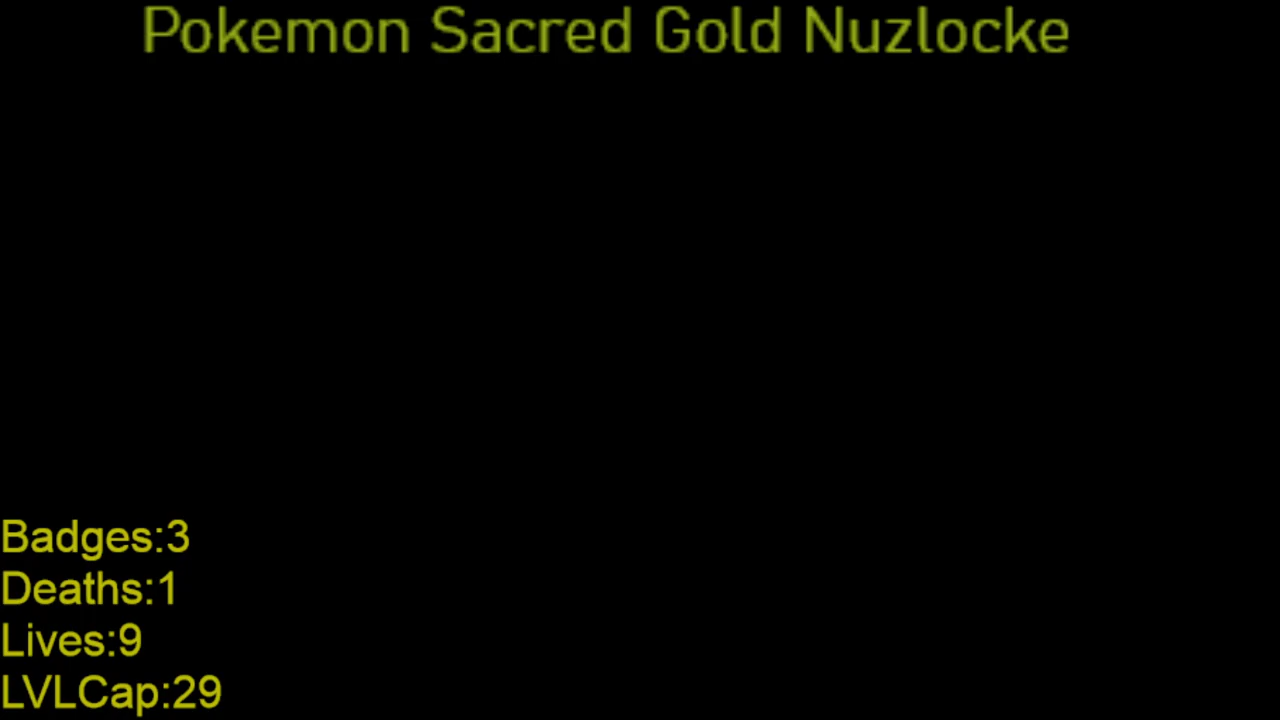 Pokemon Sacred Gold Nuzlocke
Badges:3
Deaths:1
Lives:9
LVLCap:29